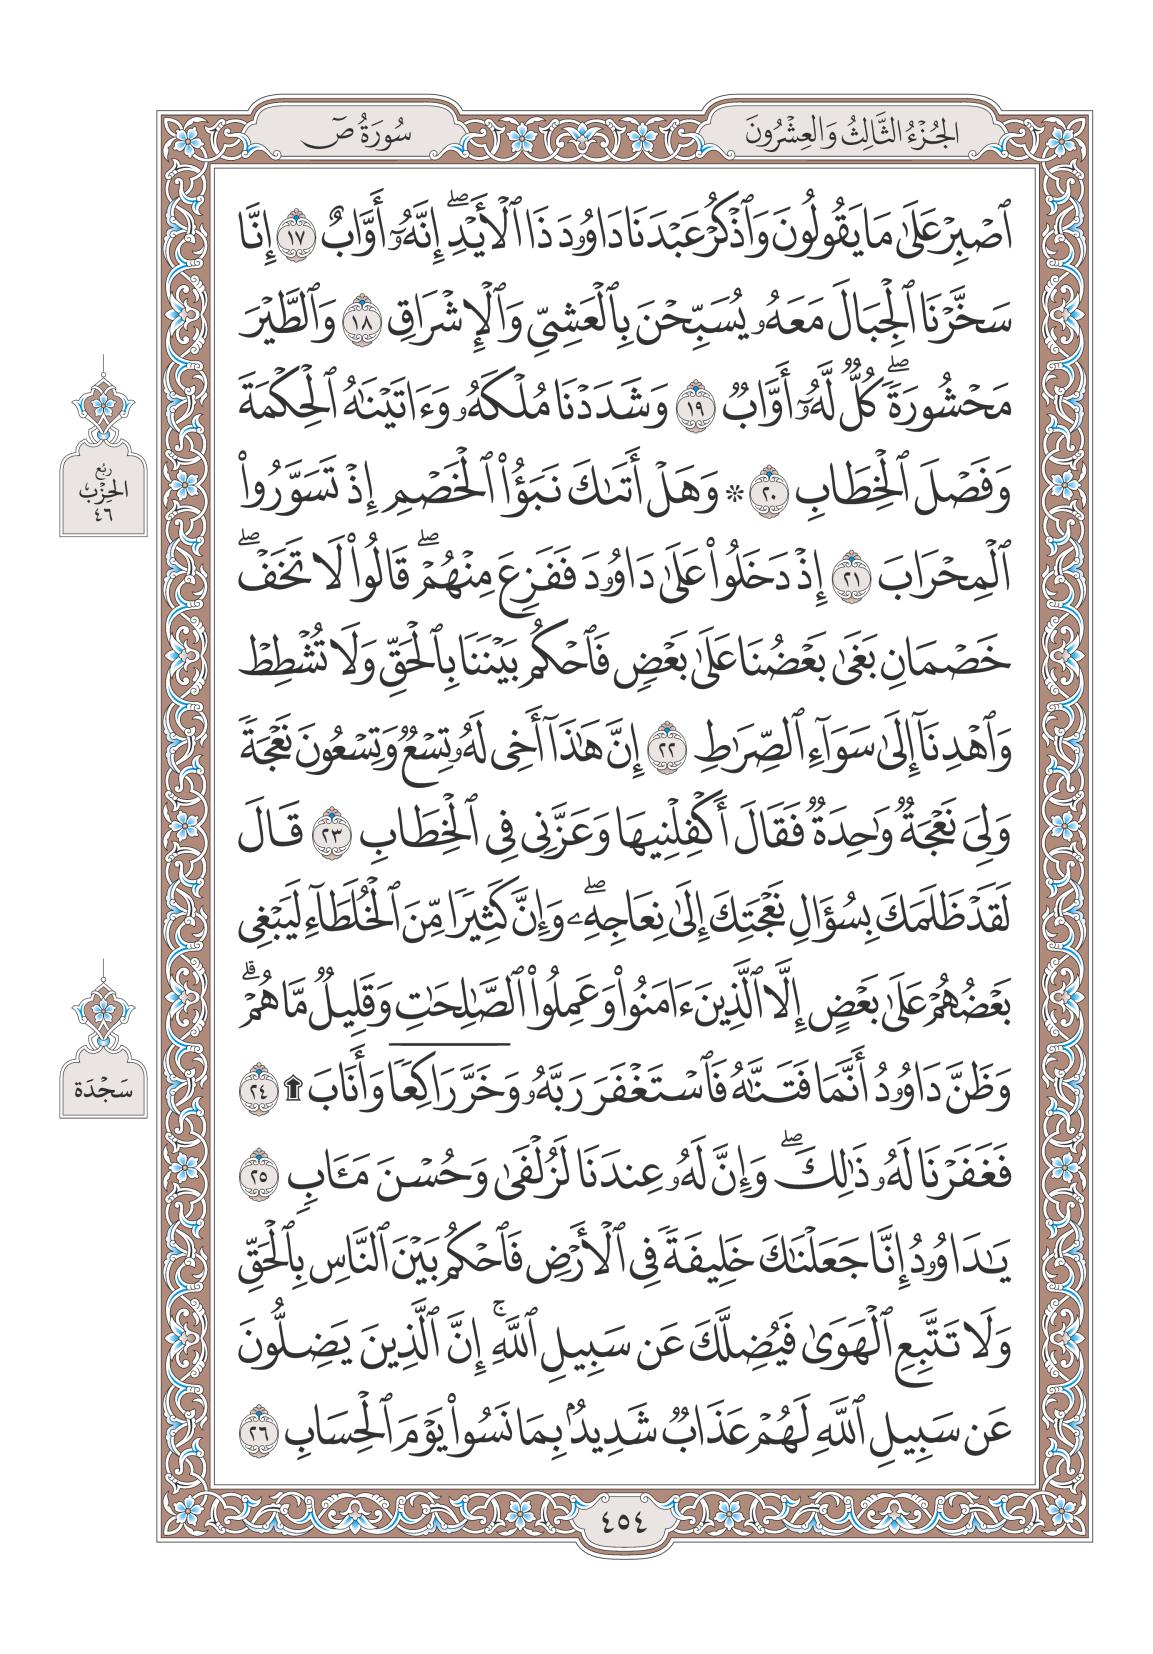 الجُزْءُ الثَّالِثُ وَالعِشْرُونَ
سُورَةُ صٓ
ٱصۡبِرۡ عَلَىٰ مَا يَقُولُونَ وَٱذۡكُرۡ عَبۡدَنَا دَاوُۥدَ ذَا ٱلۡأَيۡدِۖ إِنَّهُۥٓ أَوَّابٌ ١٧ إِنَّا
سَخَّرۡنَا ٱلۡجِبَالَ مَعَهُۥ يُسَبِّحۡنَ بِٱلۡعَشِيِّ وَٱلۡإِشۡرَاقِ ١٨ وَٱلطَّيۡرَ
مَحۡشُورَةٗۖ كُلّٞ لَّهُۥٓ أَوَّابٞ ١٩ وَشَدَدۡنَا مُلۡكَهُۥ وَءَاتَيۡنَٰهُ ٱلۡحِكۡمَةَ
وَفَصۡلَ ٱلۡخِطَابِ ٢٠ ۞ وَهَلۡ أَتَىٰكَ نَبَؤُاْ ٱلۡخَصۡمِ إِذۡ تَسَوَّرُواْ
ٱلۡمِحۡرَابَ ٢١ إِذۡ دَخَلُواْ عَلَىٰ دَاوُۥدَ فَفَزِعَ مِنۡهُمۡۖ قَالُواْ لَا تَخَفۡۖ
خَصۡمَانِ بَغَىٰ بَعۡضُنَا عَلَىٰ بَعۡضٖ فَٱحۡكُم بَيۡنَنَا بِٱلۡحَقِّ وَلَا تُشۡطِطۡ
وَٱهۡدِنَآ إِلَىٰ سَوَآءِ ٱلصِّرَٰطِ ٢٢ إِنَّ هَٰذَآ أَخِي لَهُۥ تِسۡعٞ وَتِسۡعُونَ نَعۡجَةٗ
وَلِيَ نَعۡجَةٞ وَٰحِدَةٞ فَقَالَ أَكۡفِلۡنِيهَا وَعَزَّنِي فِي ٱلۡخِطَابِ ٢٣ قَالَ
لَقَدۡ ظَلَمَكَ بِسُؤَالِ نَعۡجَتِكَ إِلَىٰ نِعَاجِهِۦۖ وَإِنَّ كَثِيرٗا مِّنَ ٱلۡخُلَطَآءِ لَيَبۡغِي
بَعۡضُهُمۡ عَلَىٰ بَعۡضٍ إِلَّا ٱلَّذِينَ ءَامَنُواْ وَعَمِلُواْ ٱلصَّٰلِحَٰتِ وَقَلِيلٞ مَّا هُمۡۗ
وَظَنَّ دَاوُۥدُ أَنَّمَا فَتَنَّٰهُ فَٱسۡتَغۡفَرَ رَبَّهُۥ وَخَرَّۤ رَاكِعٗاۤ وَأَنَابَ ۩ ٢٤
فَغَفَرۡنَا لَهُۥ ذَٰلِكَۖ وَإِنَّ لَهُۥ عِندَنَا لَزُلۡفَىٰ وَحُسۡنَ مَـَٔابٖ ٢٥
يَٰدَاوُۥدُ إِنَّا جَعَلۡنَٰكَ خَلِيفَةٗ فِي ٱلۡأَرۡضِ فَٱحۡكُم بَيۡنَ ٱلنَّاسِ بِٱلۡحَقِّ
وَلَا تَتَّبِعِ ٱلۡهَوَىٰ فَيُضِلَّكَ عَن سَبِيلِ ٱللَّهِۚ إِنَّ ٱلَّذِينَ يَضِلُّونَ
عَن سَبِيلِ ٱللَّهِ لَهُمۡ عَذَابٞ شَدِيدُۢ بِمَا نَسُواْ يَوۡمَ ٱلۡحِسَابِ ٢٦
٤٥٤
ربُع
الحِزْب
٤٦
سَجْدَة